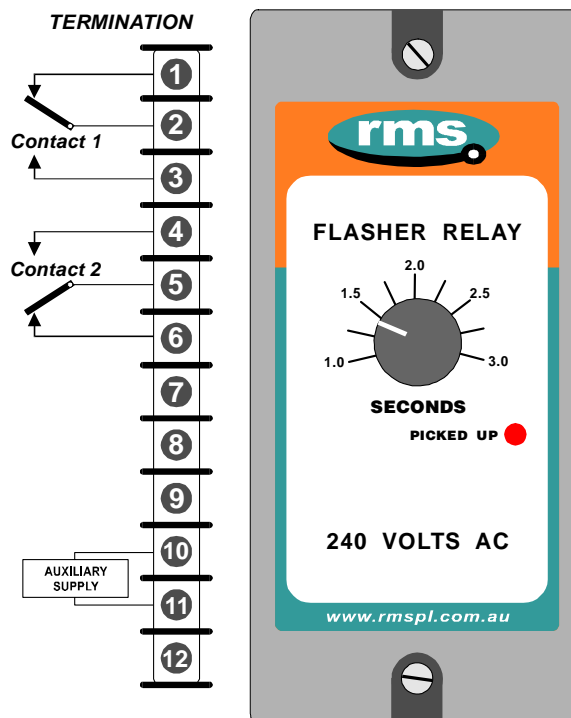 TERMINATION
1
2
Contact 1
3
4
Contact 2
5
6
7
8
9
10
AUXILIARY
SUPPLY
11
12
rms
FLASHER RELAY
2.0
1.5
2.5
1.0
3.0
SECONDS
PICKED UP
240 VOLTS AC
www.rmspl.com.au